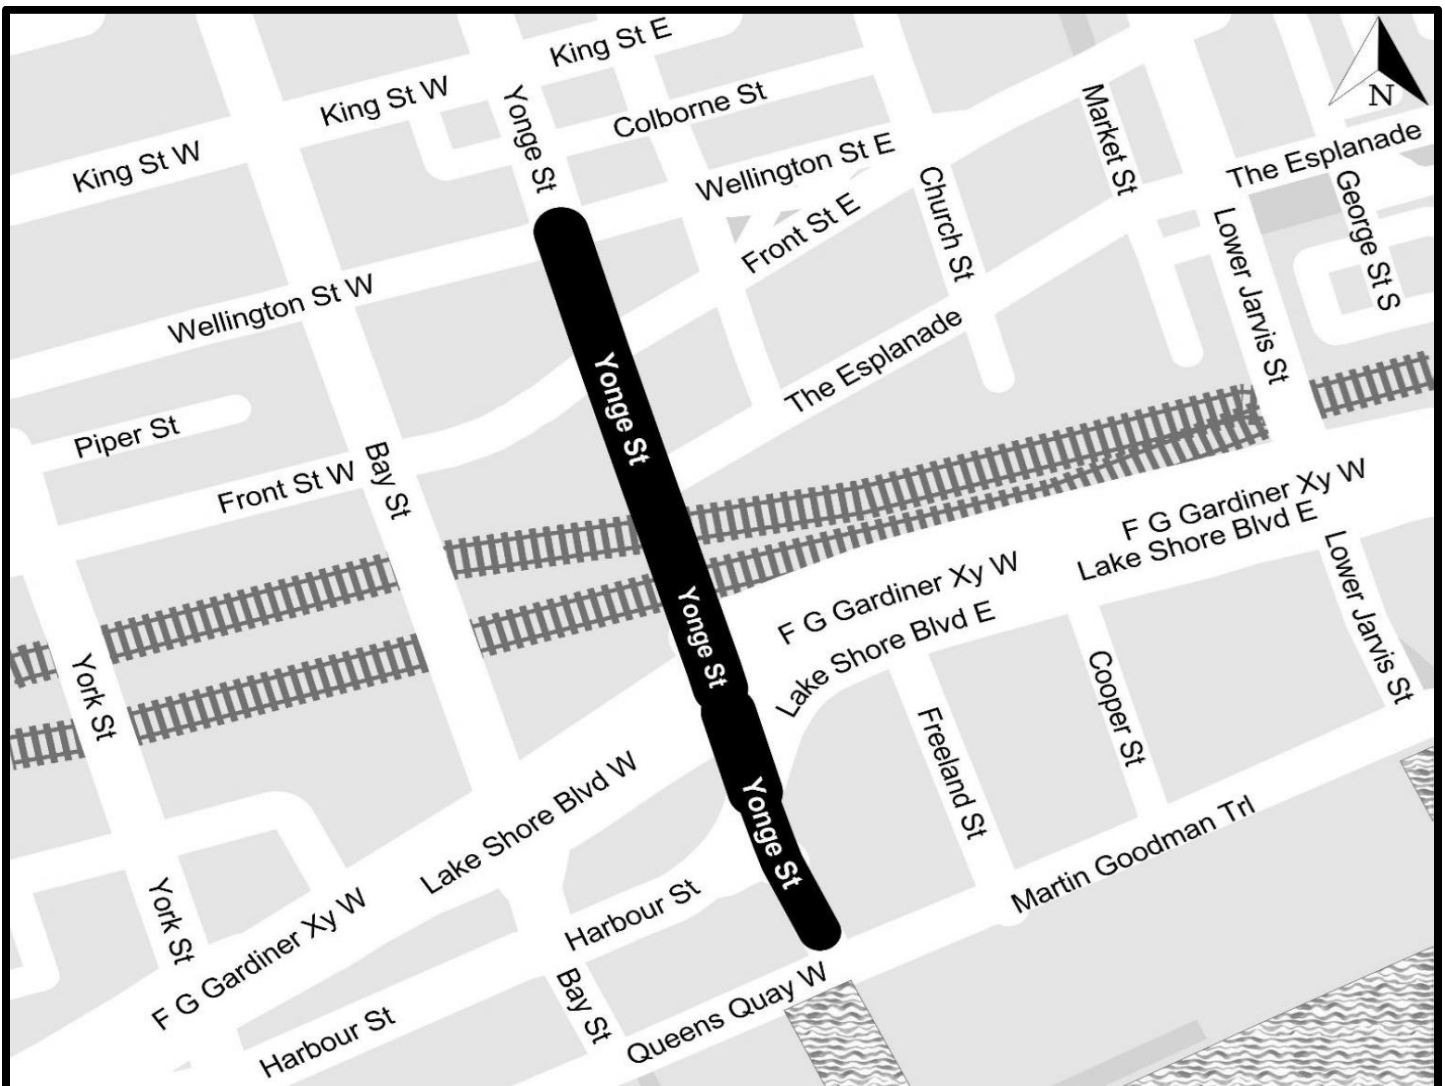 King St E
King St W
King St W
Yonge St
Colborne St
Market St
N
Wellington St E
The Esplanade
Front St E
Church St
George St S
Lower Jarvis St
Wellington St W
The Esplanade
Yonge St
Piper St
Bay St
Front St W
F G Gardiner Xy W
Lake Shore Blvd E
F G Gardiner Xy W
Lake Shore Blvd E
Yonge St
Lower Jarvis St
York St
Cooper St
Freeland St
Lake Shore Blvd W
Yonge St
Martin Goodman Trl
York St
F G Gardiner Xy W
Harbour St
Bay St
Queens Quay W
Harbour St